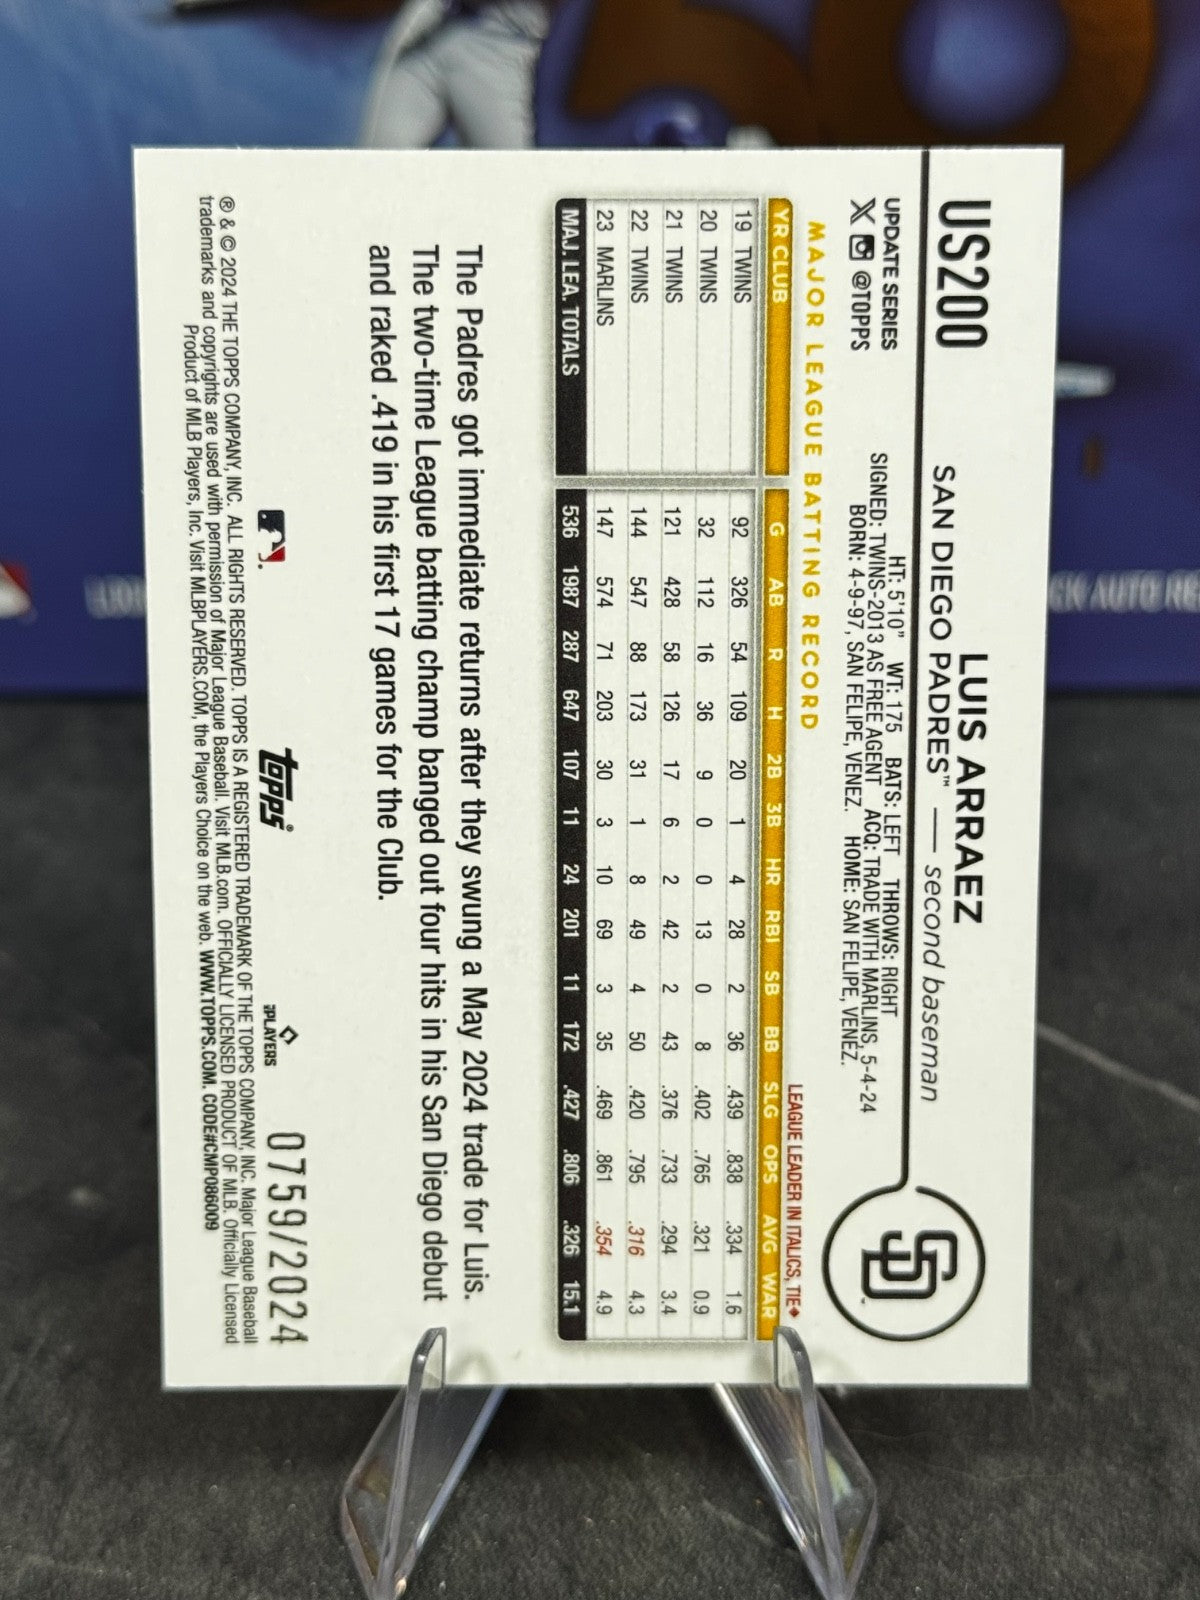 US200
LUIS ARRAEZ
SAN DIEGO PADRES™ — second baseman
UPDATE SERIES
@TOPPS
HT: 5'10" WT: 175 BATS: LEFT THROWS: RIGHT
SIGNED: TWINS-2013 AS FREE AGENT ACQ: TRADE WITH MARLINS, 5-4-24
BORN: 4-9-97, SAN FELIPE, VENEZ. HOME: SAN FELIPE, VENEZ.
SD
MAJOR LEAGUE BATTING RECORD
LEAGUE LEADER IN ITALICS, TIE♦
YR CLUB G AB R H 2B 3B HR RBI SB BB SLG OPS AVG WAR
19 TWINS 92 326 54 109 20 1 4 28 2 36 .439 .838 .334 1.6
20 TWINS 32 112 16 36 9 0 0 13 0 8 .402 .765 .321 0.9
21 TWINS 121 428 58 126 17 6 2 42 2 43 .376 .733 .294 3.4
22 TWINS 144 547 88 173 31 1 8 49 4 50 .420 .795 .316 4.3
23 MARLINS 147 574 71 203 30 3 10 69 3 35 .469 .861 .354 4.9
MAJ. LEA. TOTALS 536 1987 287 647 107 11 24 201 11 172 .427 .806 .326 15.1
The Padres got immediate returns after they swung a May 2024 trade for Luis.
The two-time League batting champ banged out four hits in his San Diego debut
and raked .419 in his first 17 games for the Club.
topps®
PLAYERS
0759/2024
® & © 2024 THE TOPPS COMPANY, INC. ALL RIGHTS RESERVED. TOPPS IS A REGISTERED TRADEMARK OF THE TOPPS COMPANY, INC. Major League Baseball
trademarks and copyrights are used with permission of Major League Baseball. Visit MLB.com. OFFICIALLY LICENSED PRODUCT OF MLB. Officially Licensed
Product of MLB Players, Inc. Visit MLBPLAYERS.COM, the Players Choice on the web. WWW.TOPPS.COM. CODE#CMP086009
CK AUTO RE